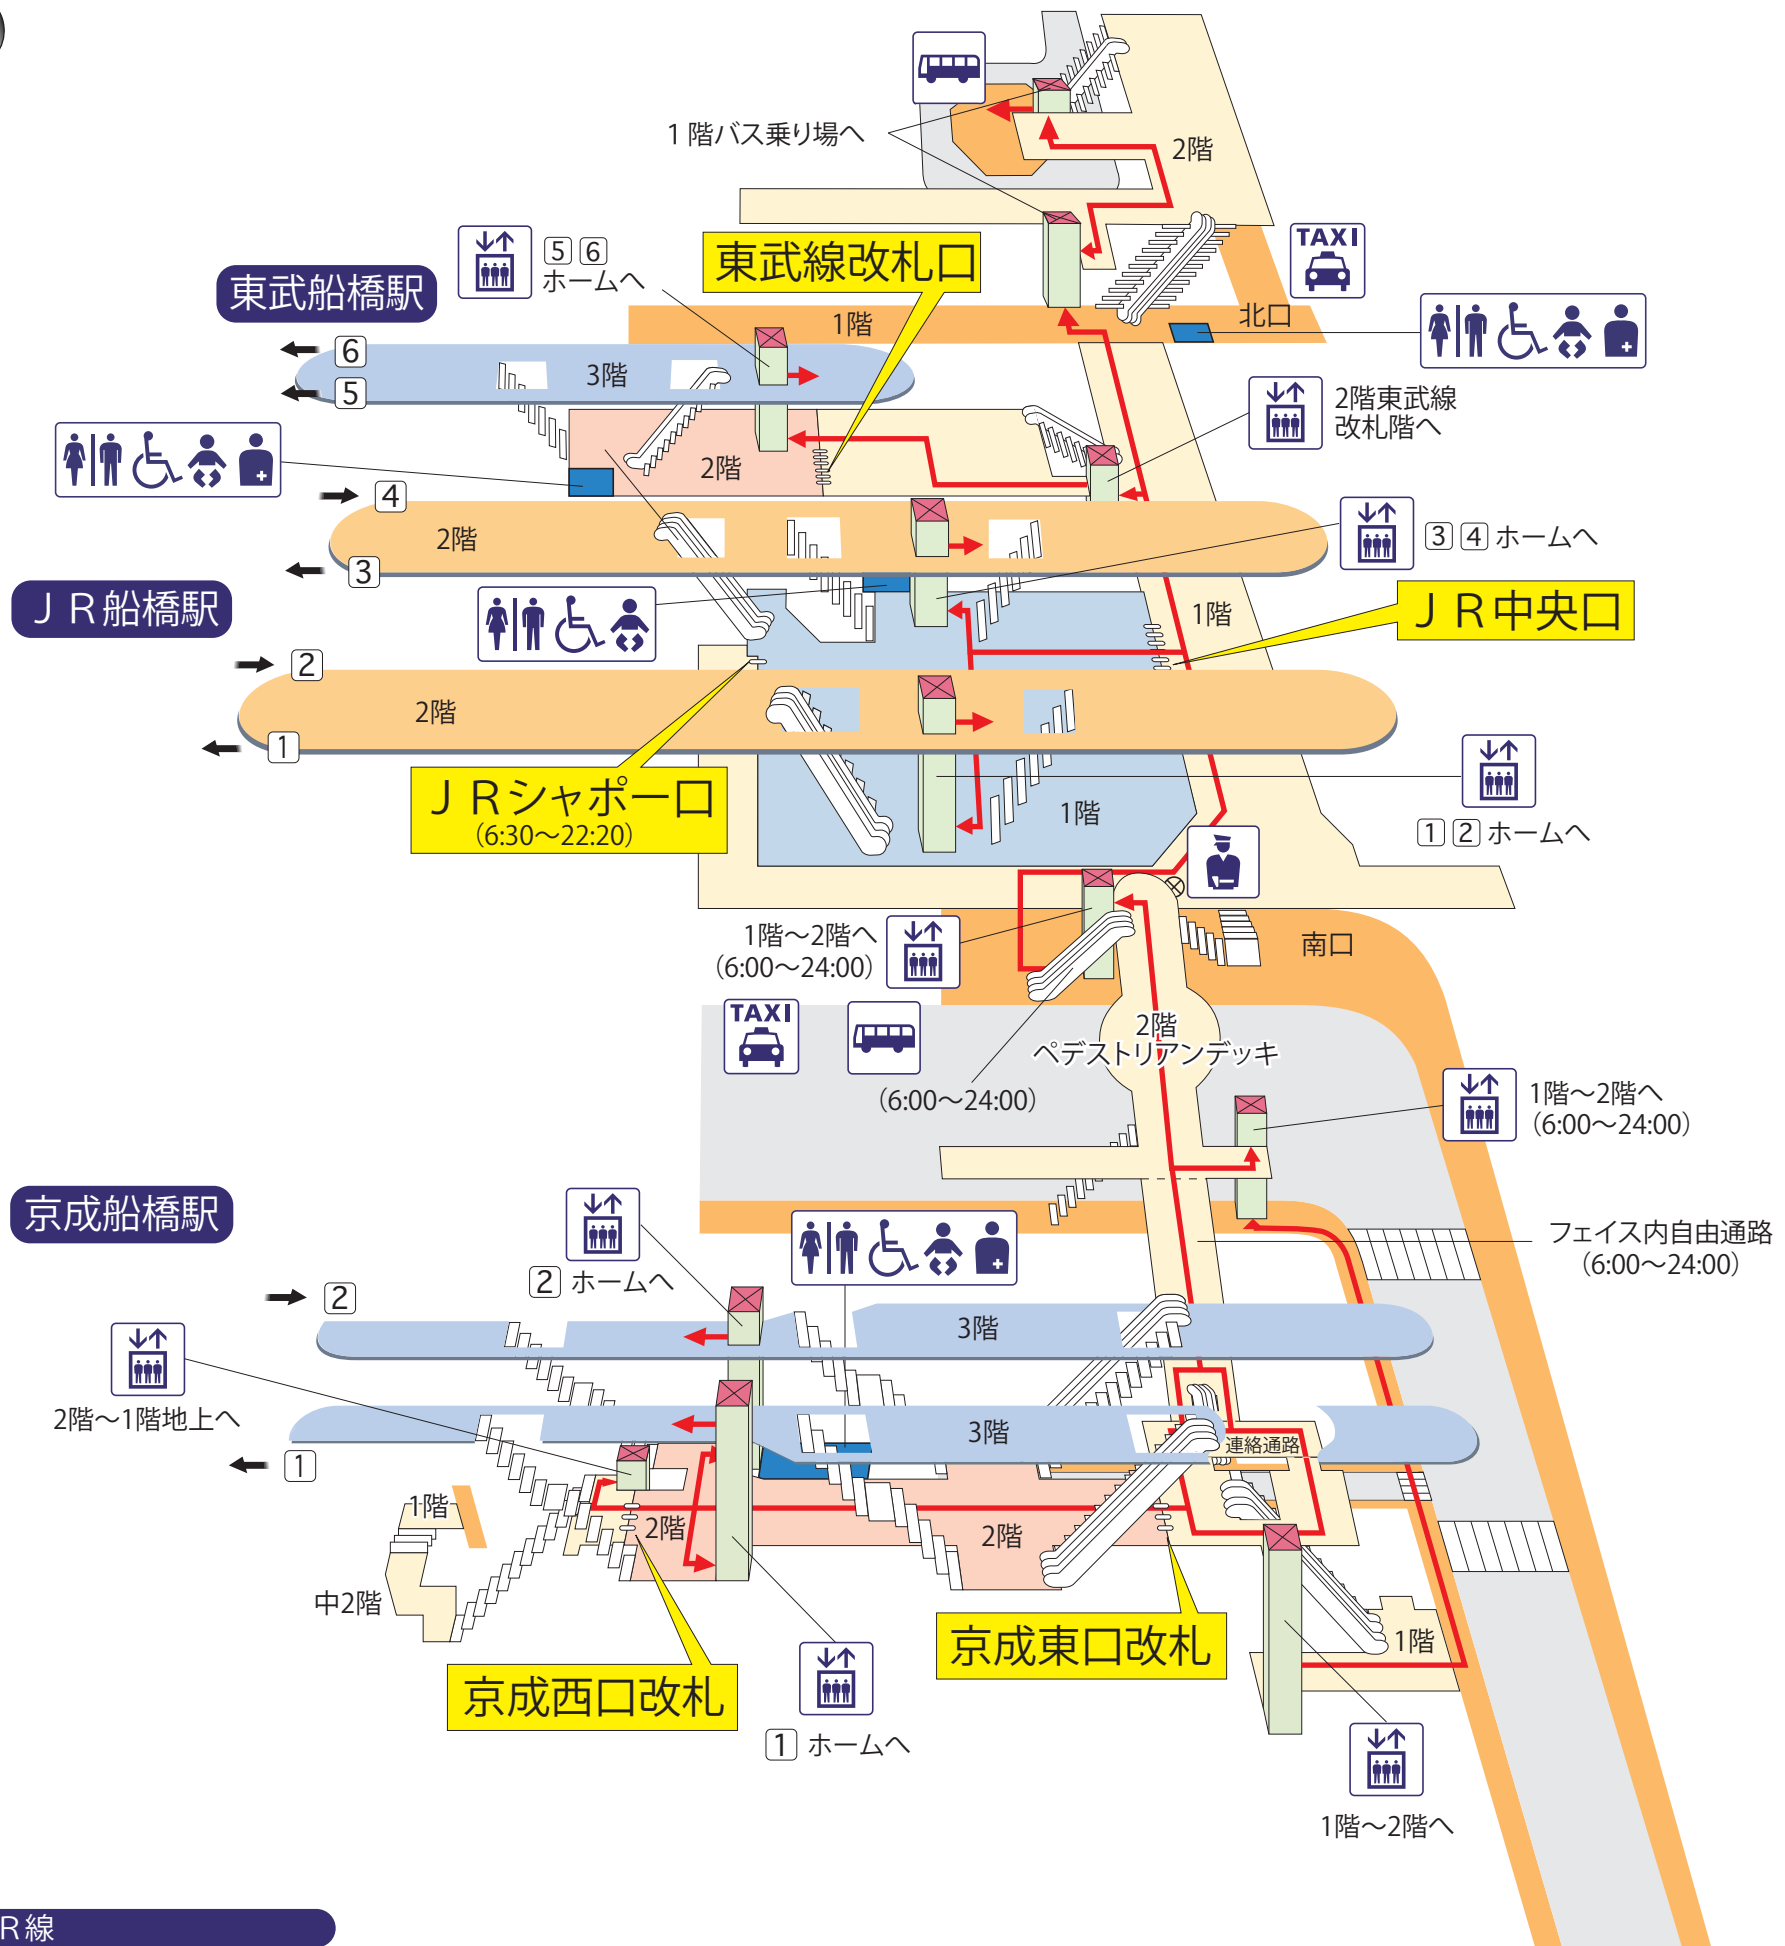 1階バス乗り場へ
2階
TAXI
5 6
ホームへ
東武線改札口
東武船橋駅
1階
北口
6
3階
5
2階東武線
改札階へ
2階
4
2階
3 4 ホームへ
3
JR船橋駅
1階
JR中央口
2
2階
1
JRシャポー口
(6:30〜22:20)
1階
1 2 ホームへ
1階〜2階へ
(6:00〜24:00)
南口
TAXI
2階
ペデストリアンデッキ
(6:00〜24:00)
1階〜2階へ
(6:00〜24:00)
京成船橋駅
フェイス内自由通路
(6:00〜24:00)
2 ホームへ
2
3階
2階〜1階地上へ
3階
連絡通路
1
1階
2階
2階
中2階
京成東口改札
1階
京成西口改札
1 ホームへ
1階〜2階へ
R線